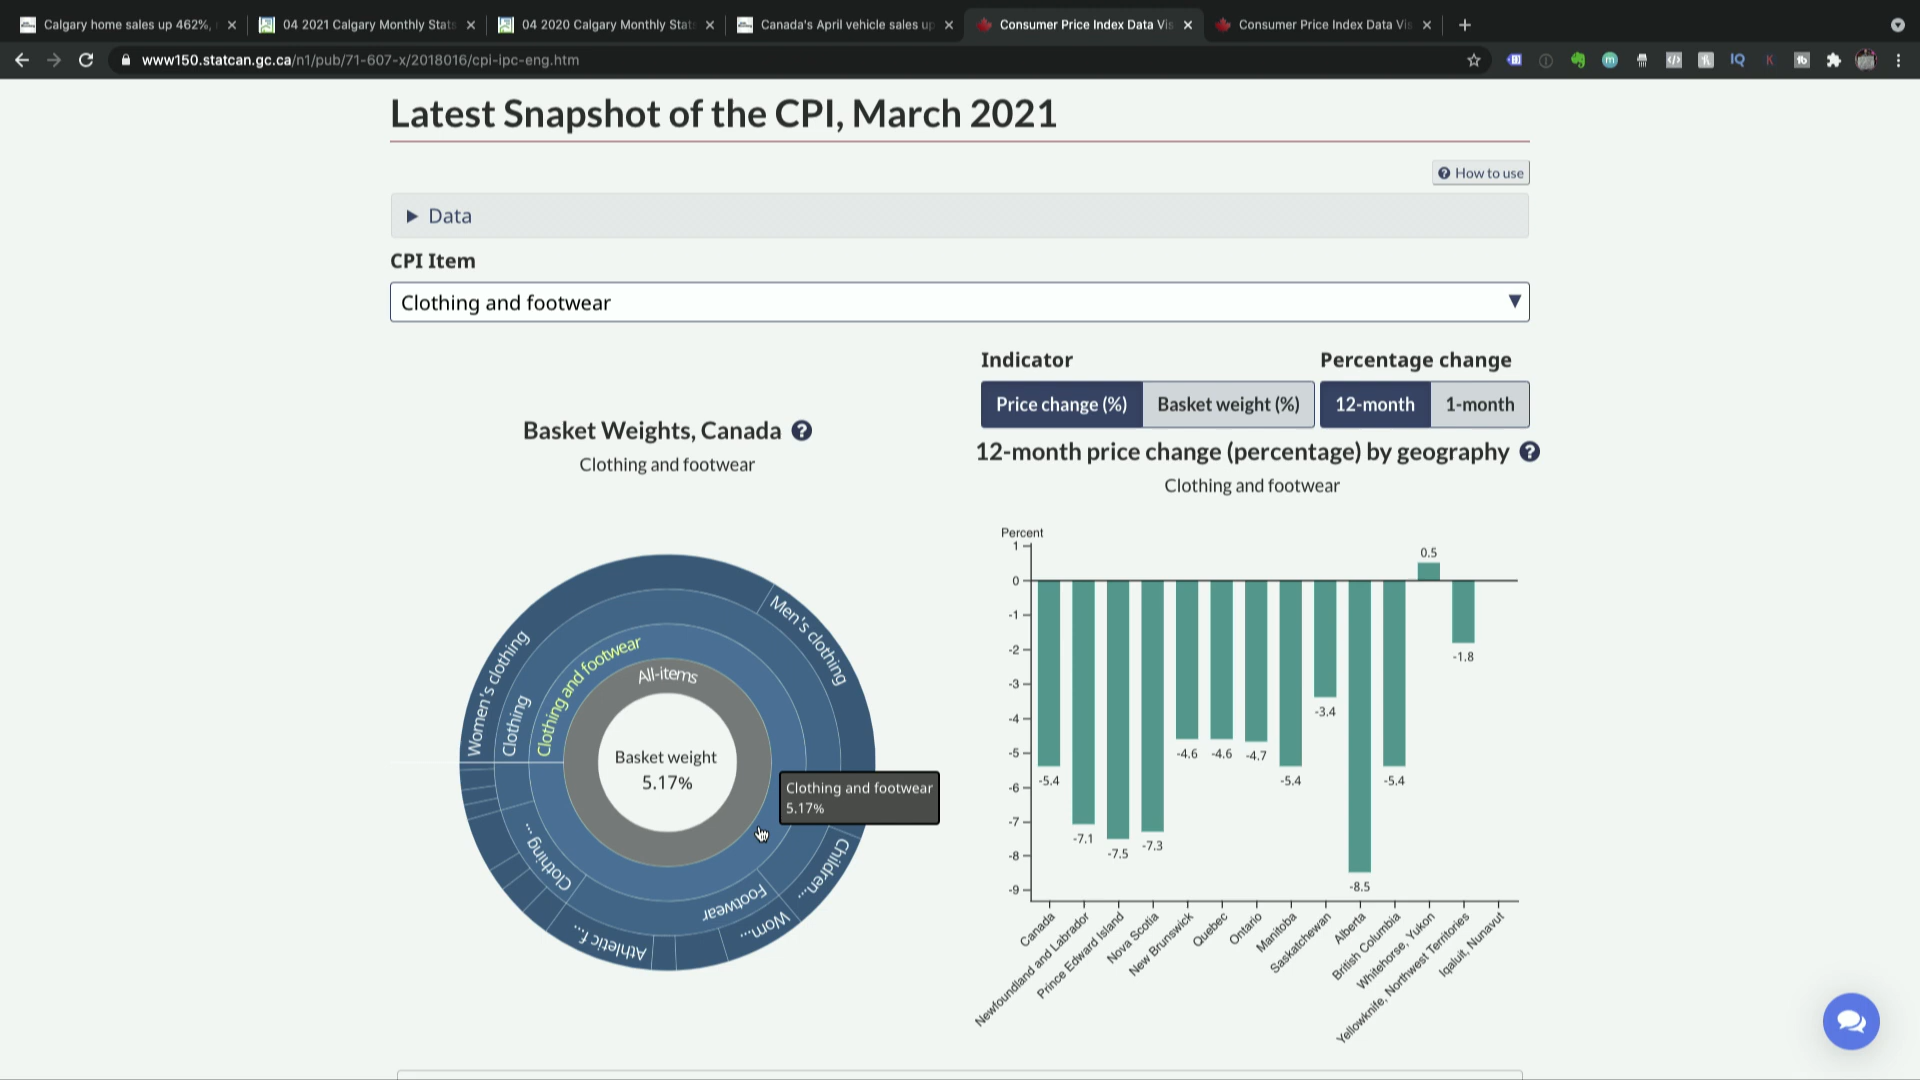 Calgary home sales up 462%,
04 2021 Calgary Monthly Stats
04 2020 Calgary Monthly Stats
Canada's April vehicle sales up
Consumer Price Index Data Vis
Consumer Price Index Data Vis
www150.statcan.gc.ca/n1/pub/71-607-x/2018016/cpi-ipc-eng.htm
Latest Snapshot of the CPI, March 2021
How to use
Data
CPI Item
Clothing and footwear
Indicator
Percentage change
Price change (%)
Basket weight (%)
12-month
1-month
Basket Weights, Canada
Clothing and footwear
12-month price change (percentage) by geography
Clothing and footwear
Women's clothing
Clothing
Clothing and footwear
All-items
Men's clothing
Basket weight
5.17%
Clothing and footwear
5.17%
Clothing ...
Footwear
Children...
Wom...
Athletic f...
Percent
1
0
-1
-2
-3
-4
-5
-6
-7
-8
-9
-5.4
-7.1
-7.5
-7.3
-4.6
-4.6
-4.7
-5.4
-3.4
-8.5
-5.4
0.5
-1.8
Canada
Newfoundland and Labrador
Prince Edward Island
Nova Scotia
New Brunswick
Quebec
Ontario
Manitoba
Saskatchewan
Alberta
British Columbia
Whitehorse, Yukon
Yellowknife, Northwest Territories
Iqaluit, Nunavut